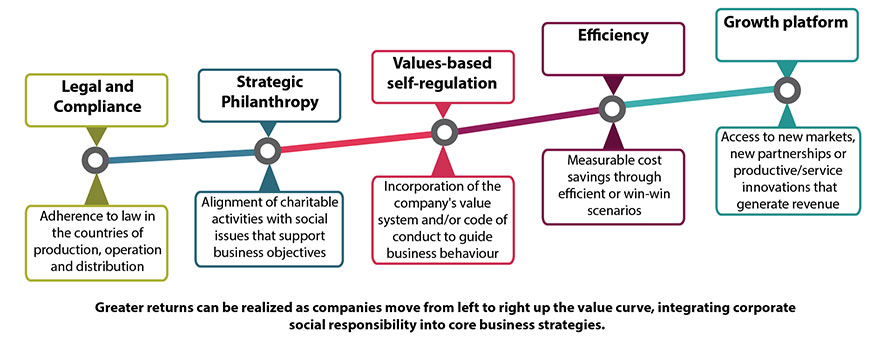 Legal and
Compliance
Adherence to law in
the countries of
production, operation
and distribution
Strategic
Philanthropy
Alignment of charitable
activities with social
issues that support
business objectives
Values-based
self-regulation
Incorporation of the
company's value
system and/or code of
conduct to guide
business behaviour
Efficiency
Measurable cost
savings through
efficient or win-win
scenarios
Growth platform
Access to new markets,
new partnerships or
productive/service
innovations that
generate revenue
Greater returns can be realized as companies move from left to right up the value curve, integrating corporate
social responsibility into core business strategies.